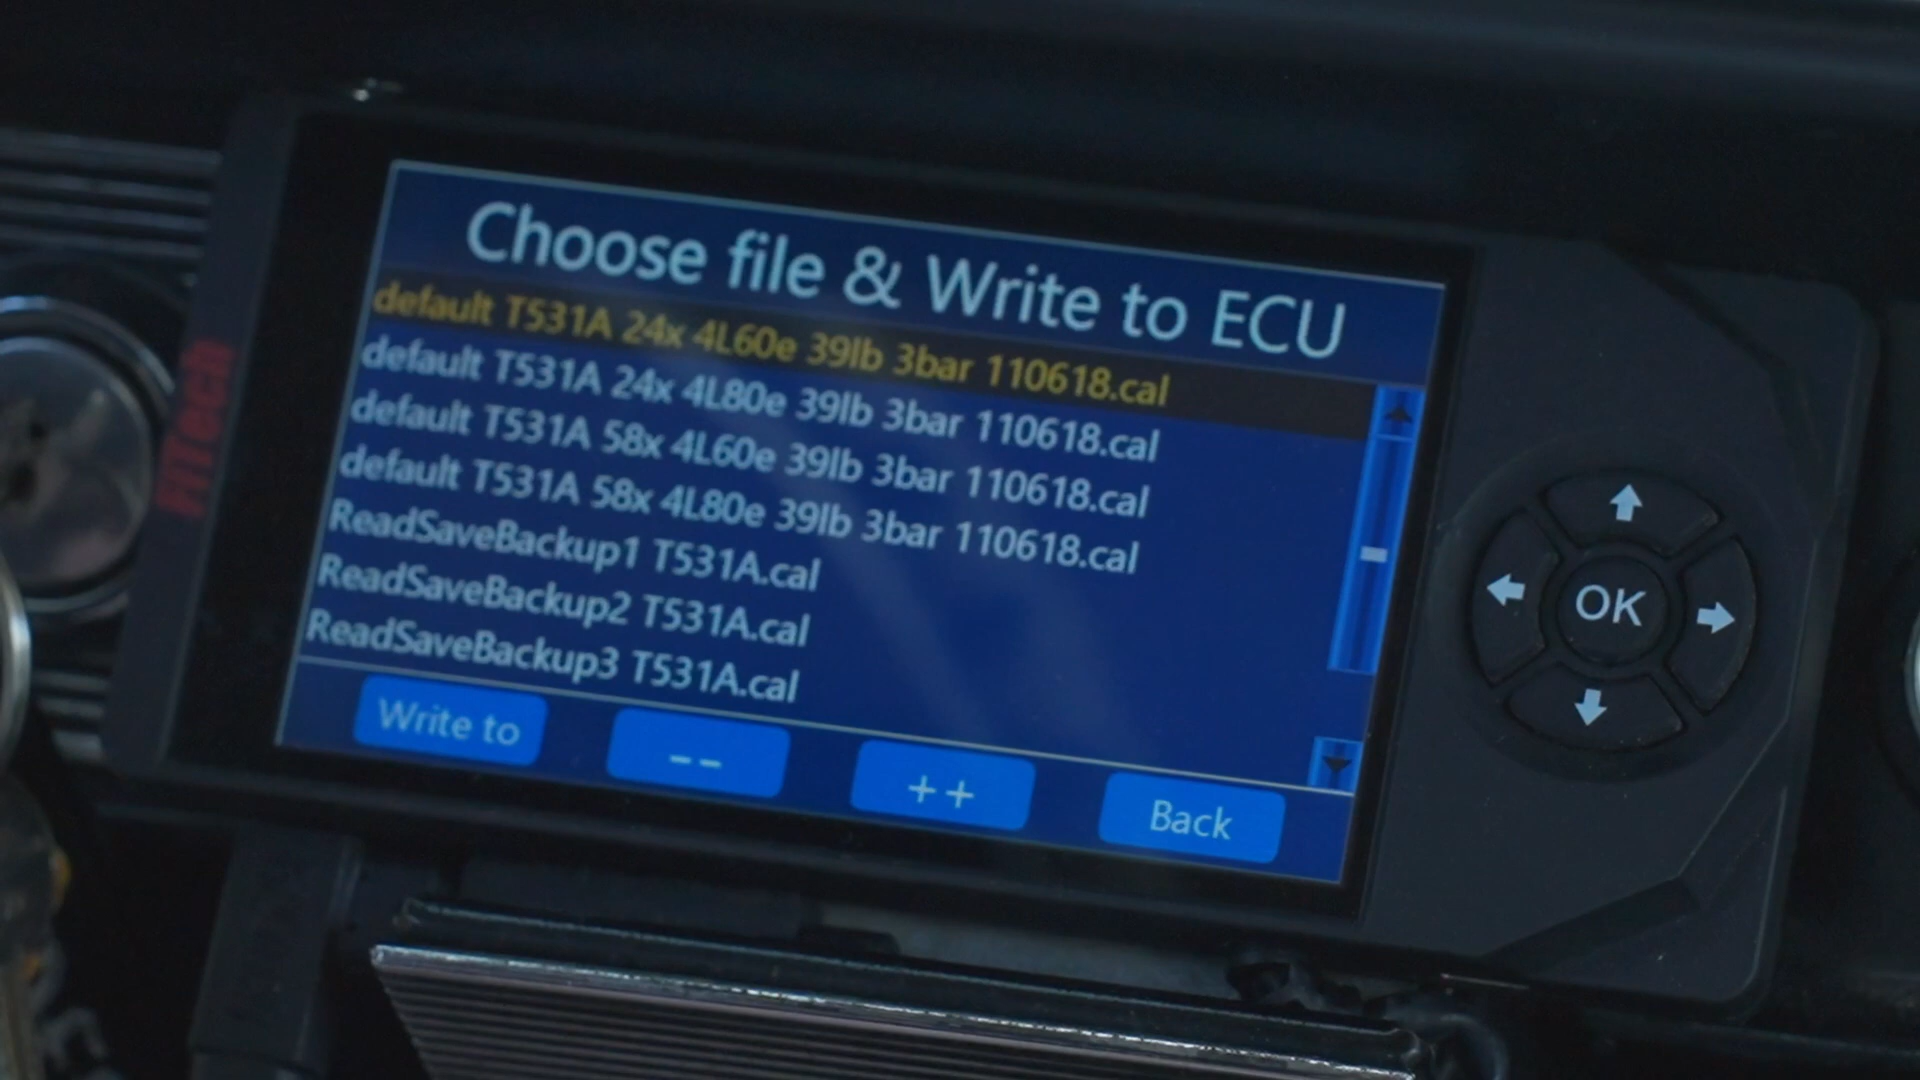 Choose file & Write to ECU
default T531A 24x 4L60e 39lb 3bar 110618.cal
default T531A 24x 4L80e 39lb 3bar 110618.cal
default T531A 58x 4L60e 39lb 3bar 110618.cal
default T531A 58x 4L80e 39lb 3bar 110618.cal
ReadSaveBackup1 T531A.cal
ReadSaveBackup2 T531A.cal
ReadSaveBackup3 T531A.cal
Write to
--
++
Back
OK